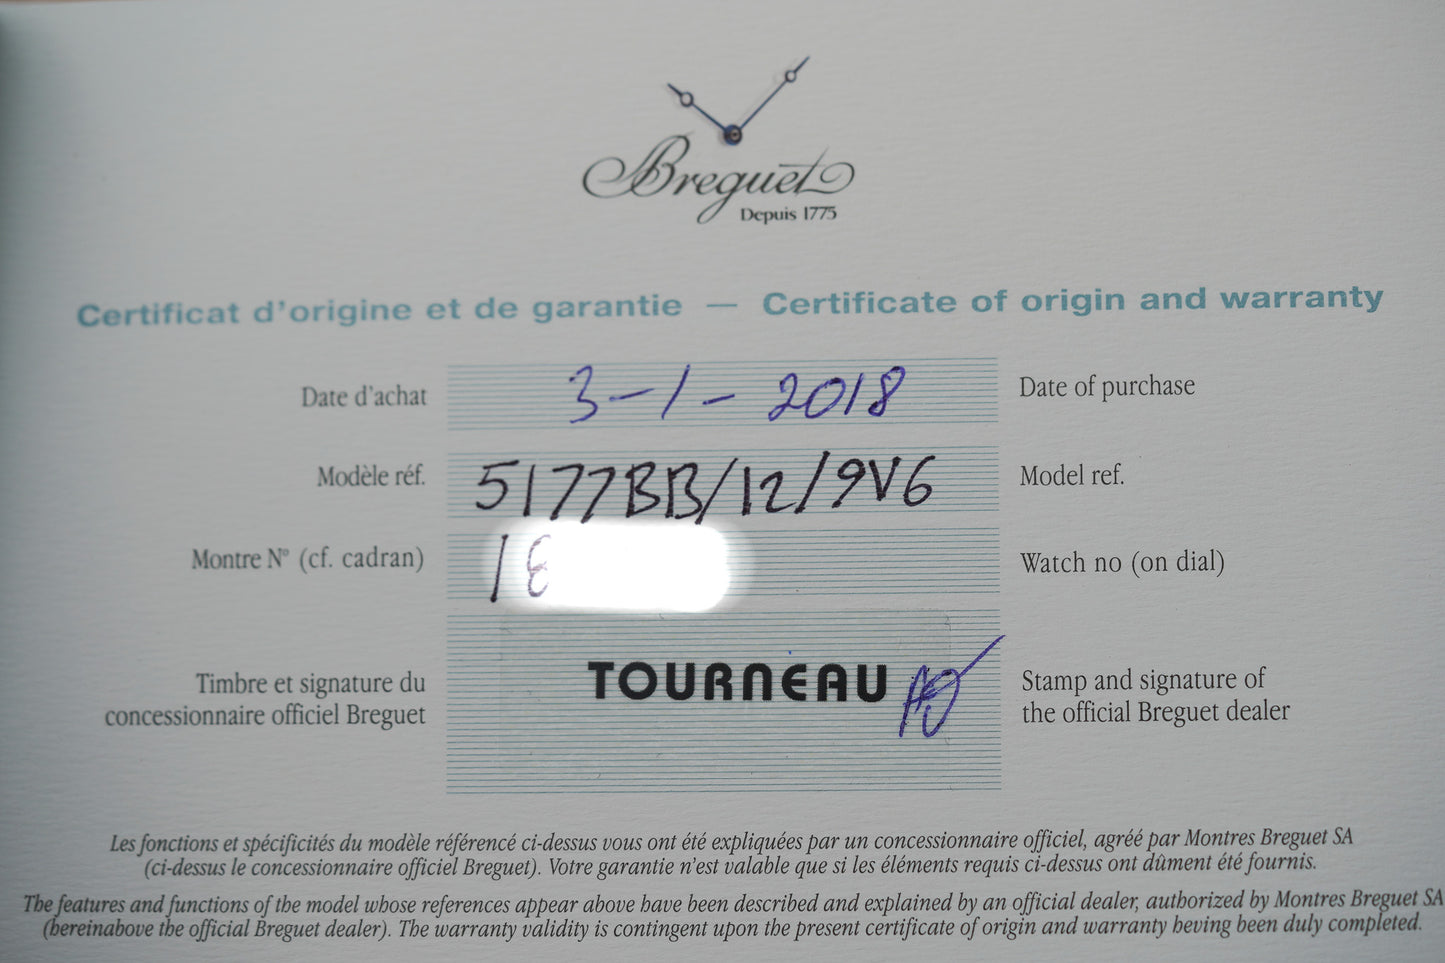 Breguet
Depuis 1775
Certificat d'origine et de garantie — Certificate of origin and warranty
Date d'achat 3-1-2018 Date of purchase
Modèle réf. 5177BB/12/9V6 Model ref.
Montre N° (cf. cadran) 18 Watch no (on dial)
TOURNEAU
Timbre et signature du Stamp and signature of
concessionnaire officiel Breguet the official Breguet dealer
Les fonctions et spécificités du modèle référencé ci-dessus vous ont été expliquées par un concessionnaire officiel, agréé par Montres Breguet SA
(ci-dessus le concessionnaire officiel Breguet). Votre garantie n'est valable que si les éléments requis ci-dessus ont dûment été fournis.
The features and functions of the model whose references appear above have been described and explained by an official dealer, authorized by Montres Breguet SA
(hereinabove the official Breguet dealer). The warranty validity is contingent upon the present certificate of origin and warranty heving been duly completed.